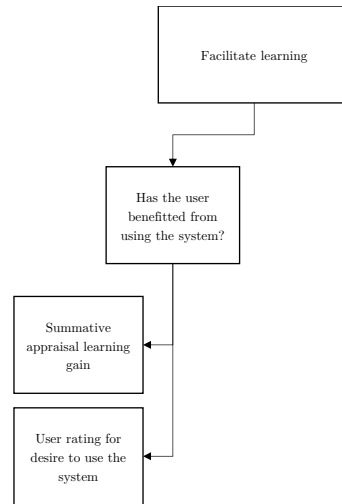 Facilitate learning
Has the user
benefitted from
using the system?
Summative
appraisal learning
gain
User rating for
desire to use the
system